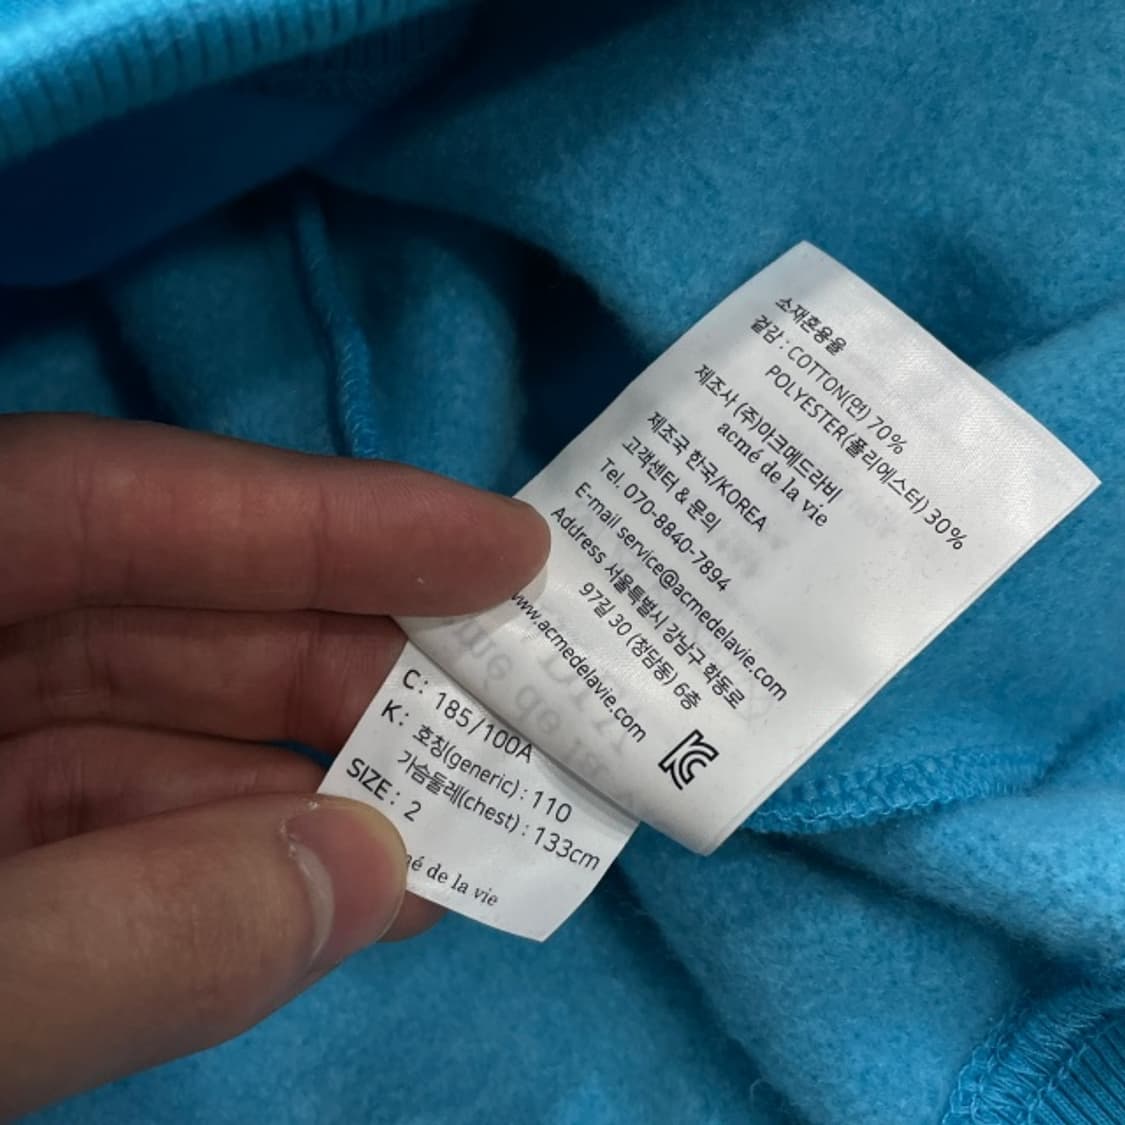 소재혼용율
겉감 : COTTON(면) 70%
POLYESTER(폴리에스터) 30%
제조사 (주)아크메드라비
acmé de la vie
제조국 한국/KOREA
고객센터 & 문의
Tel. 070-8840-7894
E-mail service@acmedelavie.com
Address 서울특별시 강남구 학동로
97길 30 (청담동) 6층
www.acmedelavie.com
C: 185/100A
K: 호칭(generic) : 110
가슴둘레(chest) : 133cm
SIZE : 2
mé de la vie